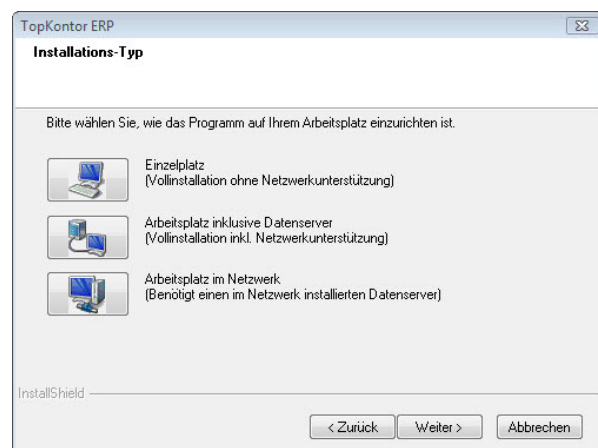 TopKontor ERP
Installations-Typ
Bitte wählen Sie, wie das Programm auf Ihrem Arbeitsplatz einzurichten ist.
Einzelplatz
(Vollinstallation ohne Netzwerkunterstützung)
Arbeitsplatz inklusive Datenserver
(Vollinstallation inkl. Netzwerkunterstützung)
Arbeitsplatz im Netzwerk
(Benötigt einen im Netzwerk installierten Datenserver)
InstallShield
< Zurück Weiter > Abbrechen